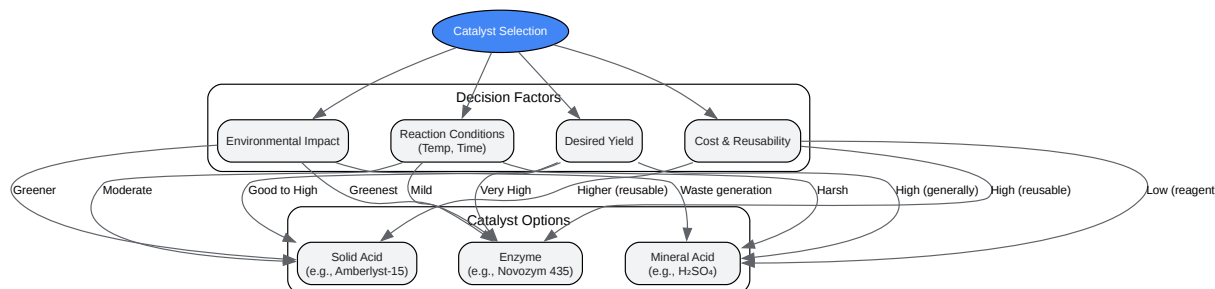 Catalyst Selection
Decision Factors
Environmental Impact
Reaction Conditions
(Temp, Time)
Desired Yield
Cost & Reusability
Greener
Moderate
Good to High
Greenest
Mild
Very High
Higher (reusable)
Waste generation
Harsh
High (generally)
High (reusable)
Low (reagent
Catalyst Options
Solid Acid
(e.g., Amberlyst-15)
Enzyme
(e.g., Novozym 435)
Mineral Acid
(e.g., H₂SO₄)